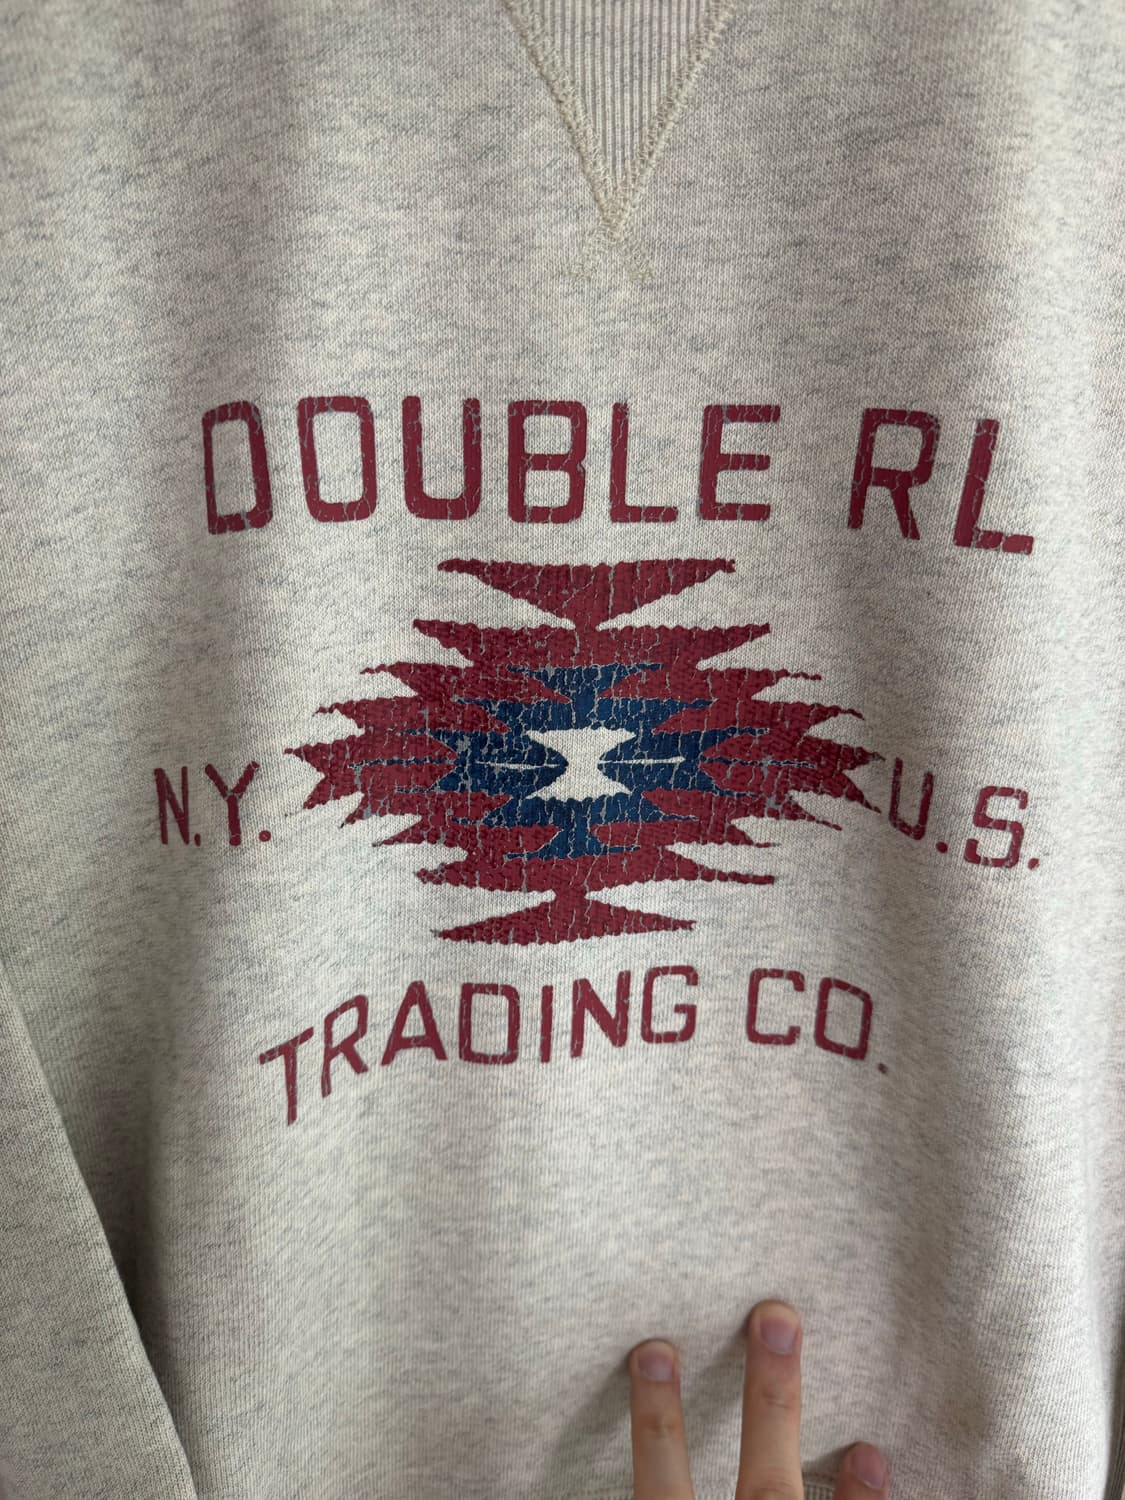 DOUBLE RL
N.Y. U.S.
TRADING CO.